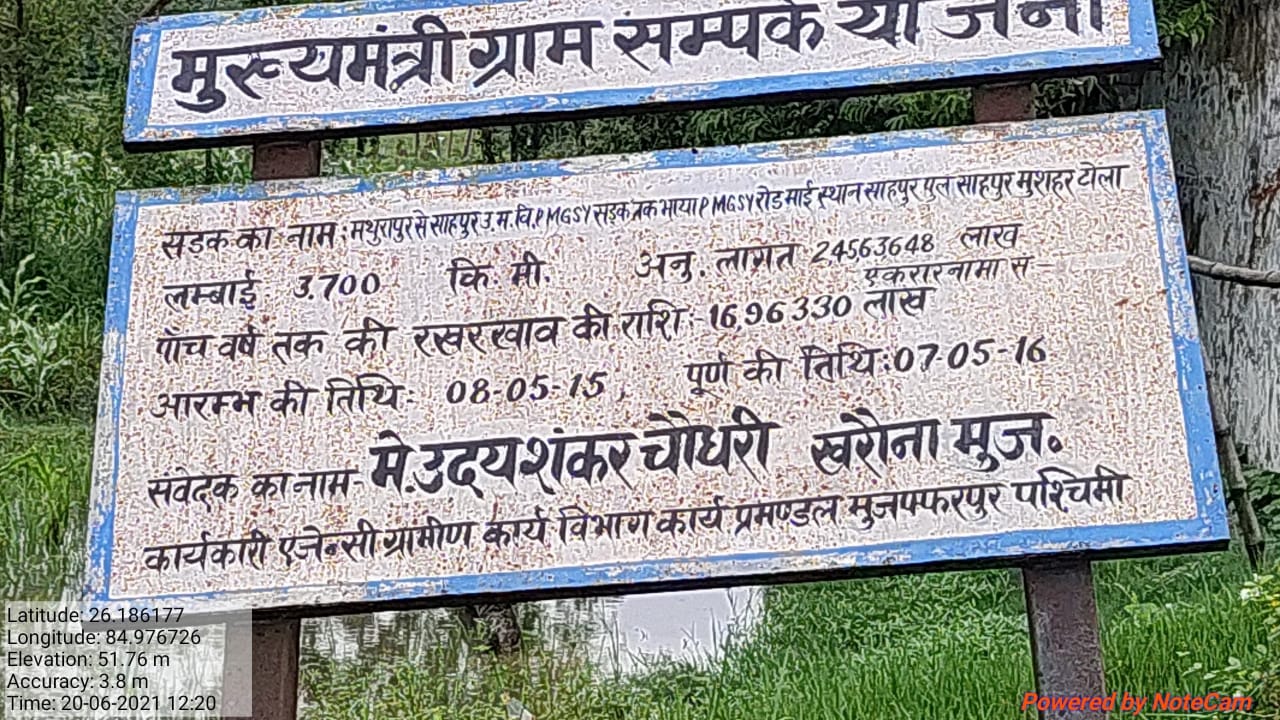 मुख्यमंत्री ग्राम सम्पर्क योजना
सड़क का नाम: मथुरापुर से साहपुर उ.म.वि. PMGSY सड़क तक भाया PMGSY रोड माई स्थान साहपुर पुल साहपुर मुशहर टोला
लम्बाई: 3.700 कि. मी. अनु. लागत 24563648 लाख
एकरारनामा सं-
पाँच वर्ष तक की रखरखाव की राशि:- 16,96330 लाख
आरम्भ की तिथि: 08-05-15, पूर्ण की तिथि: 07-05-16
संवेदक का नाम- मे. उदय शंकर चौधरी खरौना मुज.
कार्यकारी एजेन्सी ग्रामीण कार्य विभाग कार्य प्रमण्डल मुजफ्फरपुर पश्चिमी
Latitude: 26.186177
Longitude: 84.976726
Elevation: 51.76 m
Accuracy: 3.8 m
Time: 20-06-2021 12:20
Powered by NoteCam